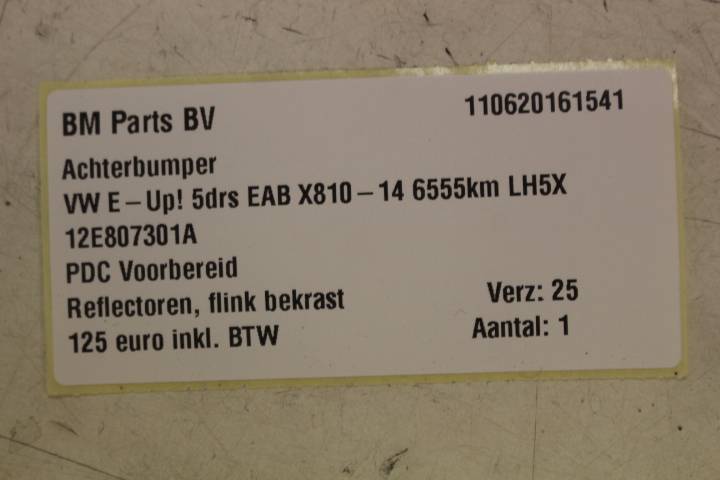 BM Parts BV 110620161541
Achterbumper
VW E-Up! 5drs EAB X810-14 6555km LH5X
12E807301A
PDC Voorbereid
Reflectoren, flink bekrast Verz: 25
125 euro inkl. BTW Aantal: 1